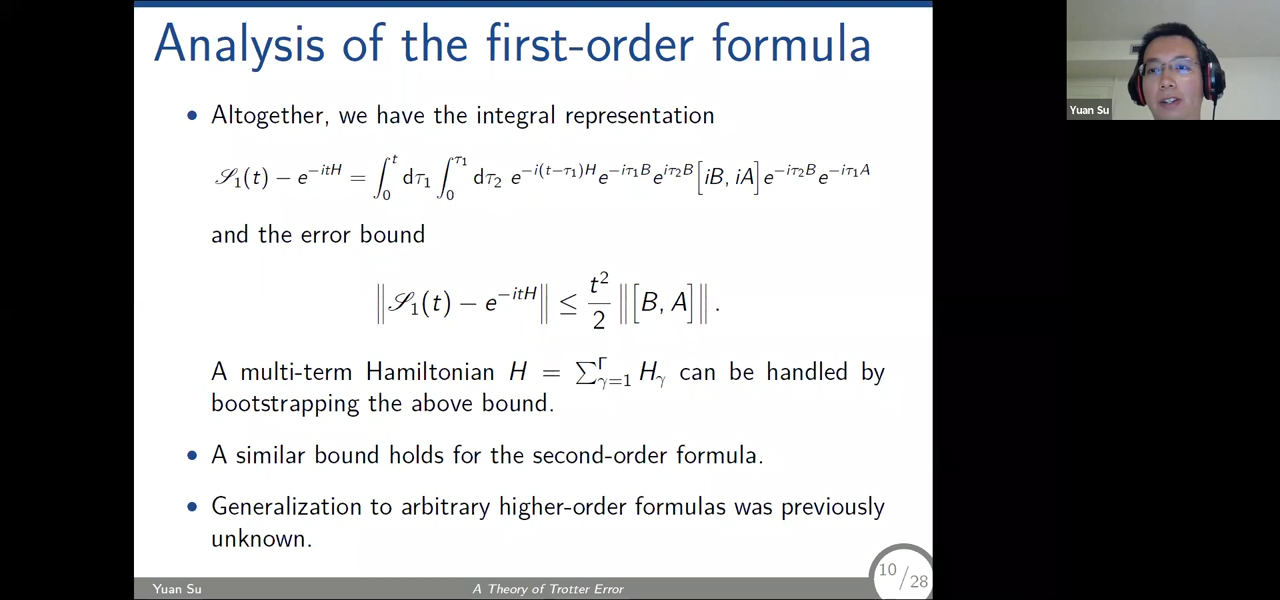 Analysis of the first-order formula
Yuan Su
• Altogether, we have the integral representation
𝒮₁(t) − e^{−itH} = ∫₀^t dτ₁ ∫₀^{τ₁} dτ₂ e^{−i(t−τ₁)H} e^{−iτ₁B} e^{iτ₂B} [iB, iA] e^{−iτ₂B} e^{−iτ₁A}
and the error bound
‖𝒮₁(t) − e^{−itH}‖ ≤ t²/2 ‖[B, A]‖ .
A multi-term Hamiltonian H = ∑_{γ=1}^{Γ} H_γ can be handled by
bootstrapping the above bound.
• A similar bound holds for the second-order formula.
• Generalization to arbitrary higher-order formulas was previously
unknown.
Yuan Su A Theory of Trotter Error 10/28